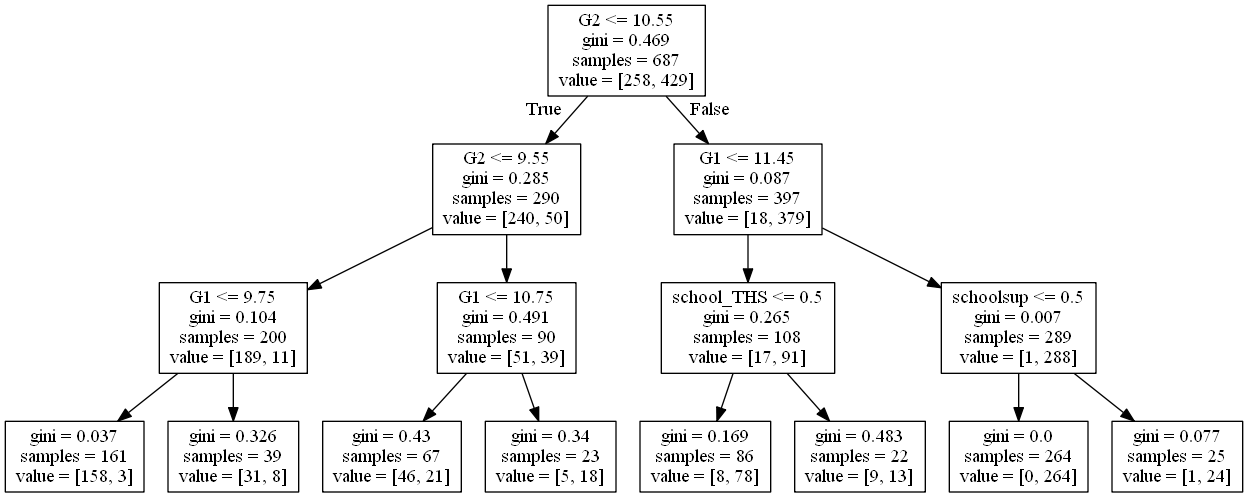 G2 <= 10.55
gini = 0.469
samples = 687
value = [258, 429]
True
False
G2 <= 9.55
gini = 0.285
samples = 290
value = [240, 50]
G1 <= 11.45
gini = 0.087
samples = 397
value = [18, 379]
G1 <= 9.75
gini = 0.104
samples = 200
value = [189, 11]
G1 <= 10.75
gini = 0.491
samples = 90
value = [51, 39]
school_THS <= 0.5
gini = 0.265
samples = 108
value = [17, 91]
schoolsup <= 0.5
gini = 0.007
samples = 289
value = [1, 288]
gini = 0.037
samples = 161
value = [158, 3]
gini = 0.326
samples = 39
value = [31, 8]
gini = 0.43
samples = 67
value = [46, 21]
gini = 0.34
samples = 23
value = [5, 18]
gini = 0.169
samples = 86
value = [8, 78]
gini = 0.483
samples = 22
value = [9, 13]
gini = 0.0
samples = 264
value = [0, 264]
gini = 0.077
samples = 25
value = [1, 24]